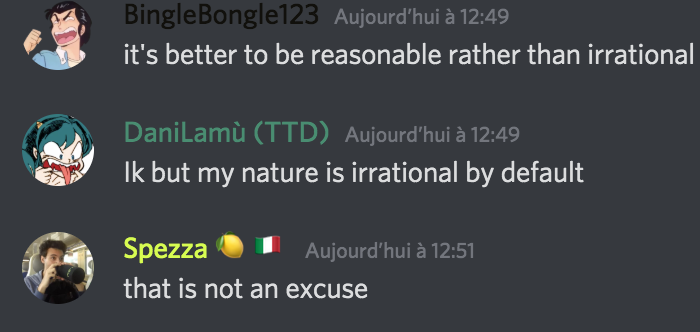 BingleBongle123 Aujourd'hui à 12:49
it's better to be reasonable rather than irrational
DaniLamù (TTD) Aujourd'hui à 12:49
Ik but my nature is irrational by default
Spezza 🍋 🇮🇹 Aujourd'hui à 12:51
that is not an excuse